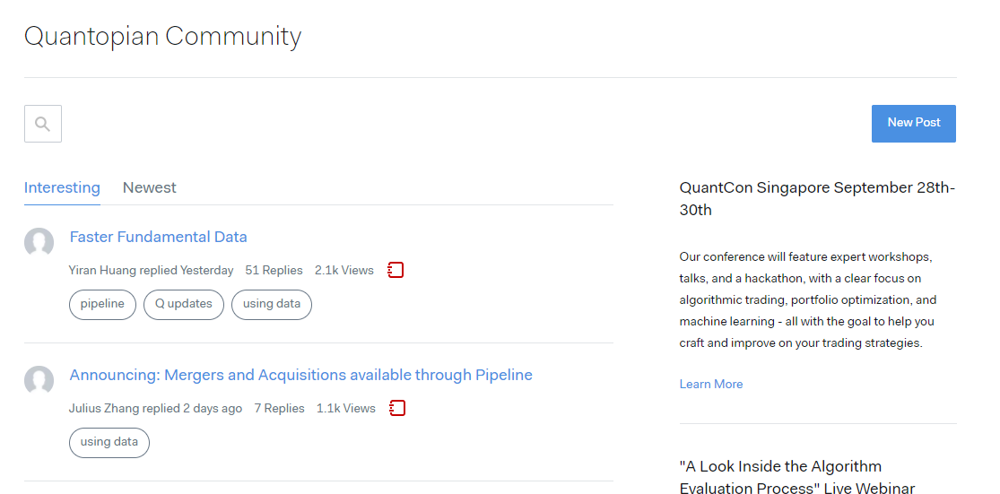 Quantopian Community
New Post
Interesting Newest
Faster Fundamental Data
Yiran Huang replied Yesterday 51 Replies 2.1k Views
pipeline Q updates using data
Announcing: Mergers and Acquisitions available through Pipeline
Julius Zhang replied 2 days ago 7 Replies 1.1k Views
using data
QuantCon Singapore September 28th-
30th
Our conference will feature expert workshops,
talks, and a hackathon, with a clear focus on
algorithmic trading, portfolio optimization, and
machine learning - all with the goal to help you
craft and improve on your trading strategies.
Learn More
"A Look Inside the Algorithm
Evaluation Process" Live Webinar